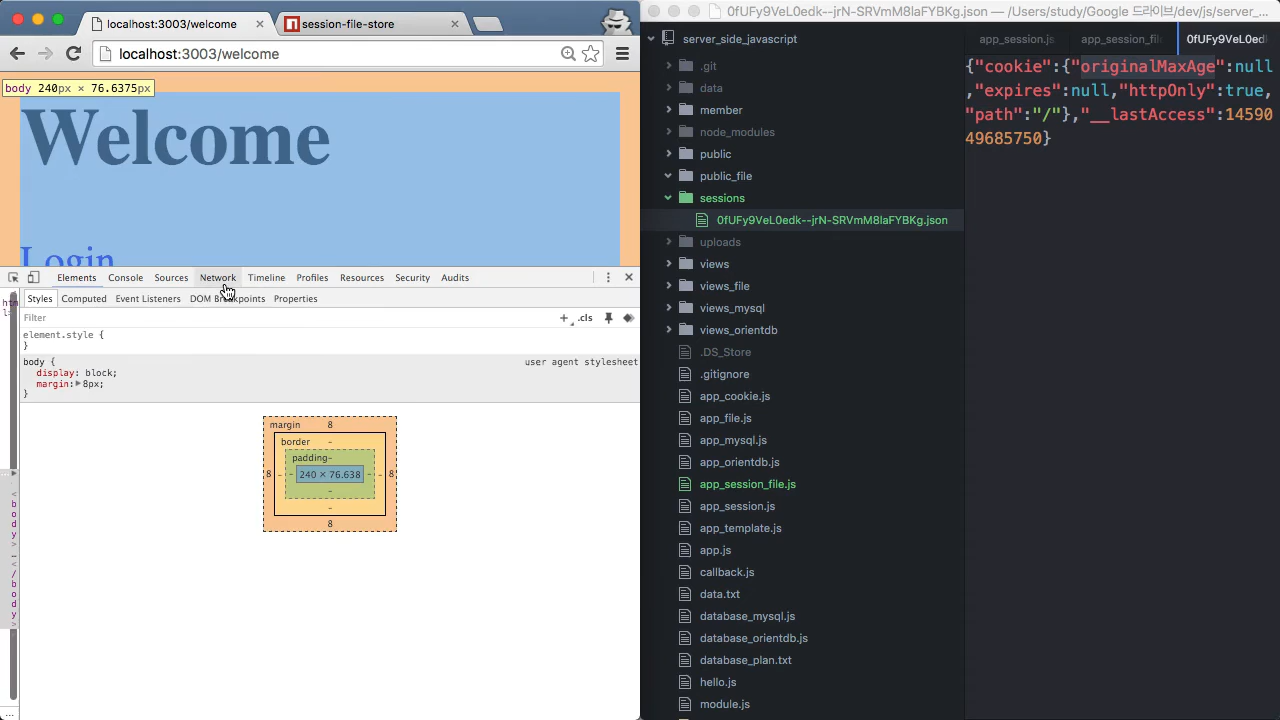 localhost:3003/welcome
session-file-store
localhost:3003/welcome
body 240px × 76.6375px
Welcome
Login
Elements Console Sources Network Timeline Profiles Resources Security Audits
Styles Computed Event Listeners DOM Breakpoints Properties
Filter
+ .cls
element.style {
}
body { user agent stylesheet
display: block;
margin:▶ 8px;
}
margin 8
border -
padding-
8 - - 240 × 76.638 - - 8
-
-
8
<
b
o
d
y
>
…
<
/
b
o
d
y
>
...
0fUFy9VeL0edk--jrN-SRVmM8laFYBKg.json — /Users/study/Google 드라이브/dev/js/server_...
server_side_javascript
.git
data
member
node_modules
public
public_file
sessions
0fUFy9VeL0edk--jrN-SRVmM8laFYBKg.json
uploads
views
views_file
views_mysql
views_orientdb
.DS_Store
.gitignore
app_cookie.js
app_file.js
app_mysql.js
app_orientdb.js
app_session_file.js
app_session.js
app_template.js
app.js
callback.js
data.txt
database_mysql.js
database_orientdb.js
database_plan.txt
hello.js
module.js
app_session.js app_session_fil 0fUFy9VeL0ed
{"cookie":{"originalMaxAge":null
,"expires":null,"httpOnly":true,
"path":"/"},"__lastAccess":14590
49685750}